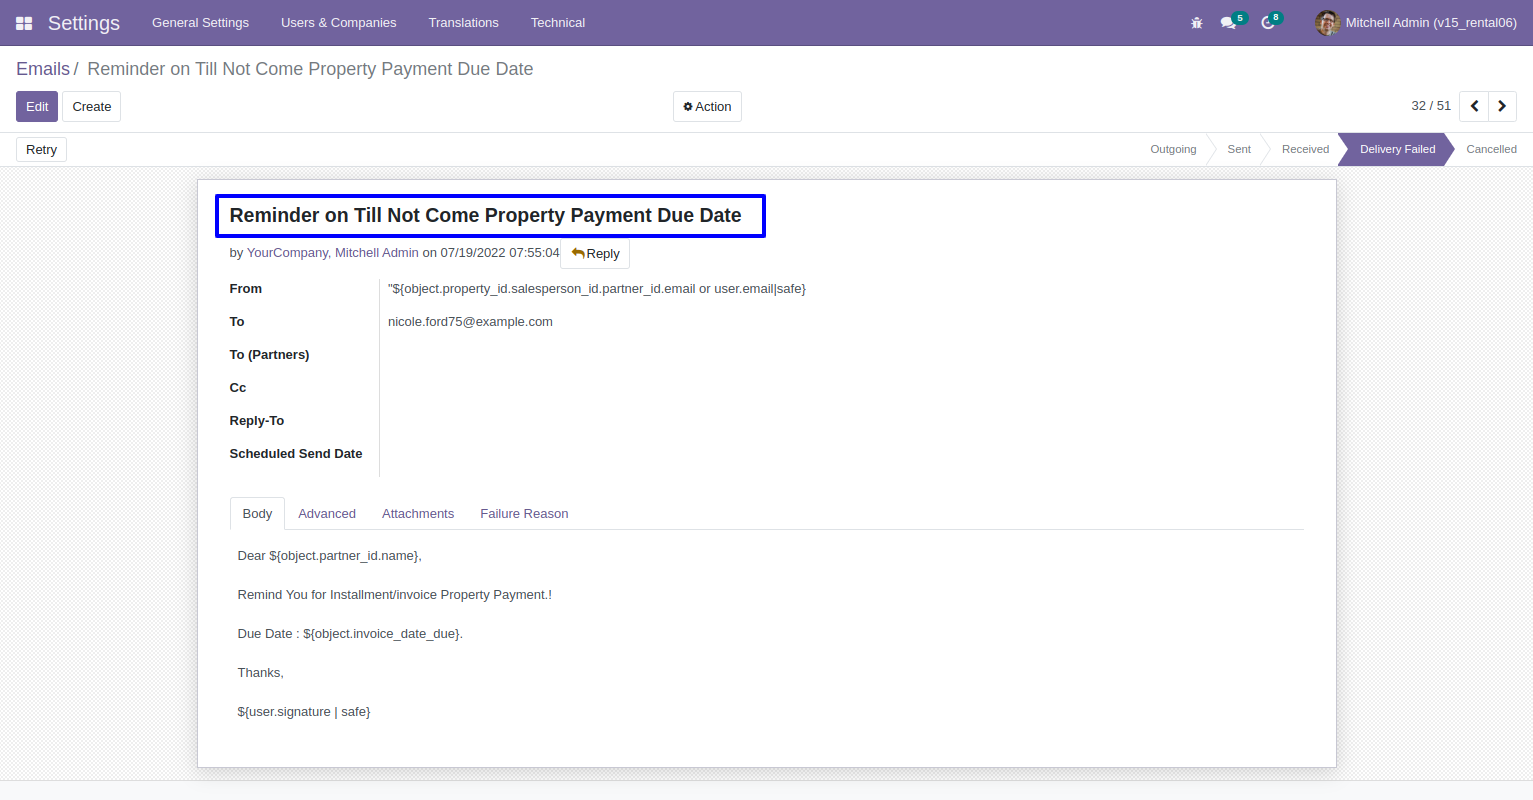 Settings General Settings Users & Companies Translations Technical 5 8 Mitchell Admin (v15_rental06)
Emails / Reminder on Till Not Come Property Payment Due Date
Edit Create Action 32 / 51
Retry Outgoing Sent Received Delivery Failed Cancelled
Reminder on Till Not Come Property Payment Due Date
by YourCompany, Mitchell Admin on 07/19/2022 07:55:04 Reply
From "${object.property_id.salesperson_id.partner_id.email or user.email|safe}
To nicole.ford75@example.com
To (Partners)
Cc
Reply-To
Scheduled Send Date
Body Advanced Attachments Failure Reason
Dear ${object.partner_id.name},
Remind You for Installment/invoice Property Payment.!
Due Date : ${object.invoice_date_due}.
Thanks,
${user.signature | safe}